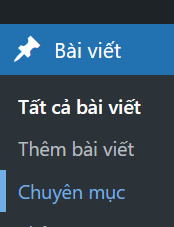 Bài viết
Tất cả bài viết
Thêm bài viết
Chuyên mục